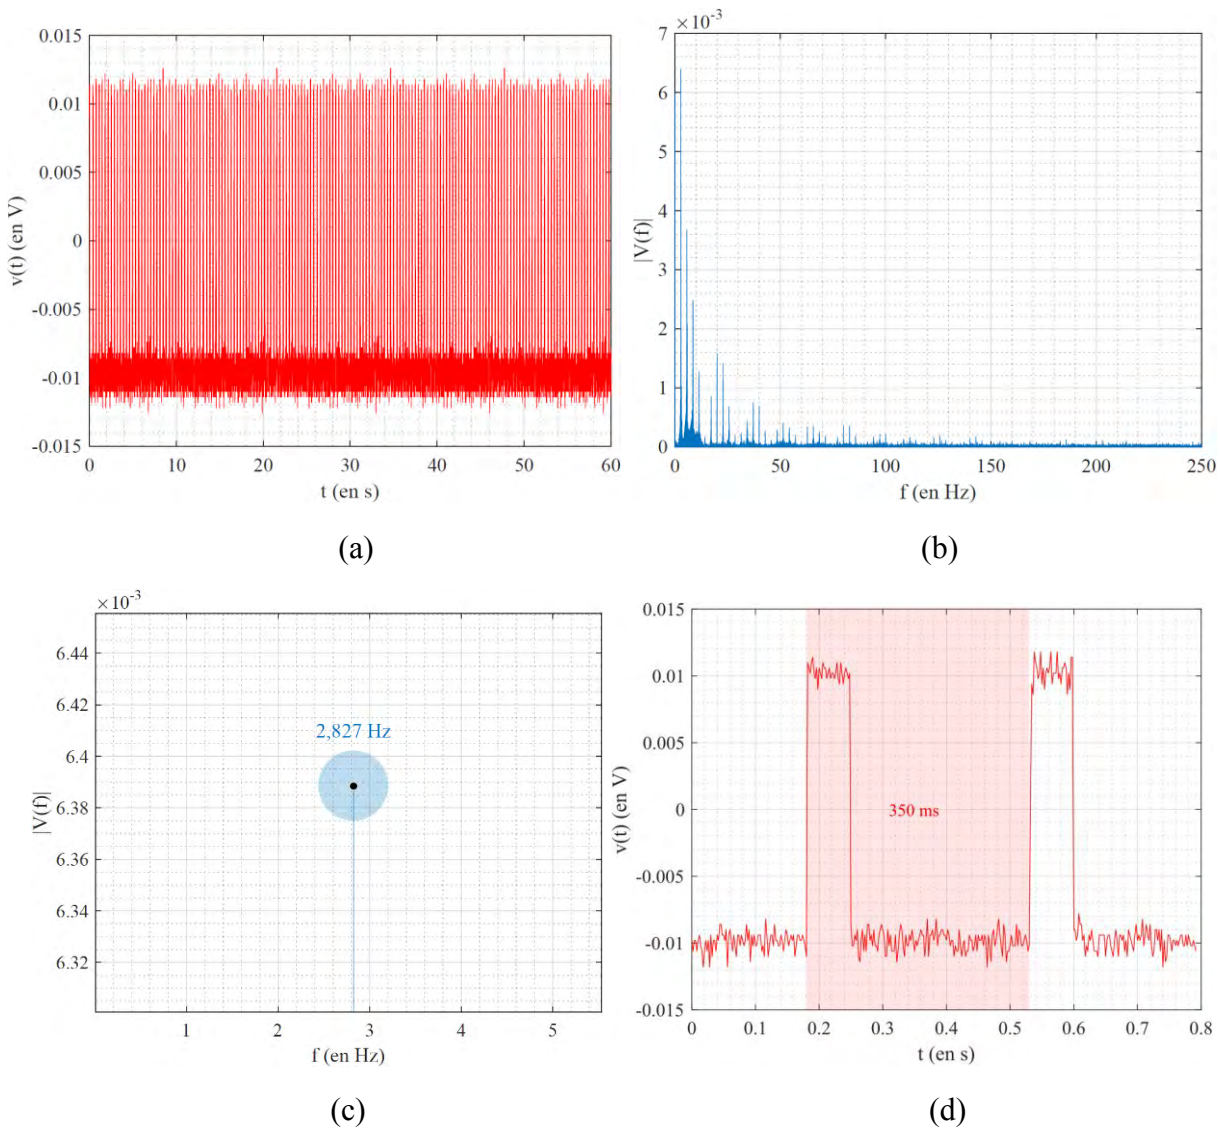 0.015
0.01
0.005
0
-0.005
-0.01
-0.015
v(t) (en V)
0 10 20 30 40 50 60
t (en s)
(a)
×10⁻³
7
6
5
4
3
2
1
0
|V(f)|
0 50 100 150 200 250
f (en Hz)
(b)
×10⁻³
6.44
6.42
6.4
6.38
6.36
6.34
6.32
|V(f)|
2,827 Hz
1 2 3 4 5
f (en Hz)
(c)
0.015
0.01
0.005
0
-0.005
-0.01
-0.015
v(t) (en V)
350 ms
0 0.1 0.2 0.3 0.4 0.5 0.6 0.7 0.8
t (en s)
(d)